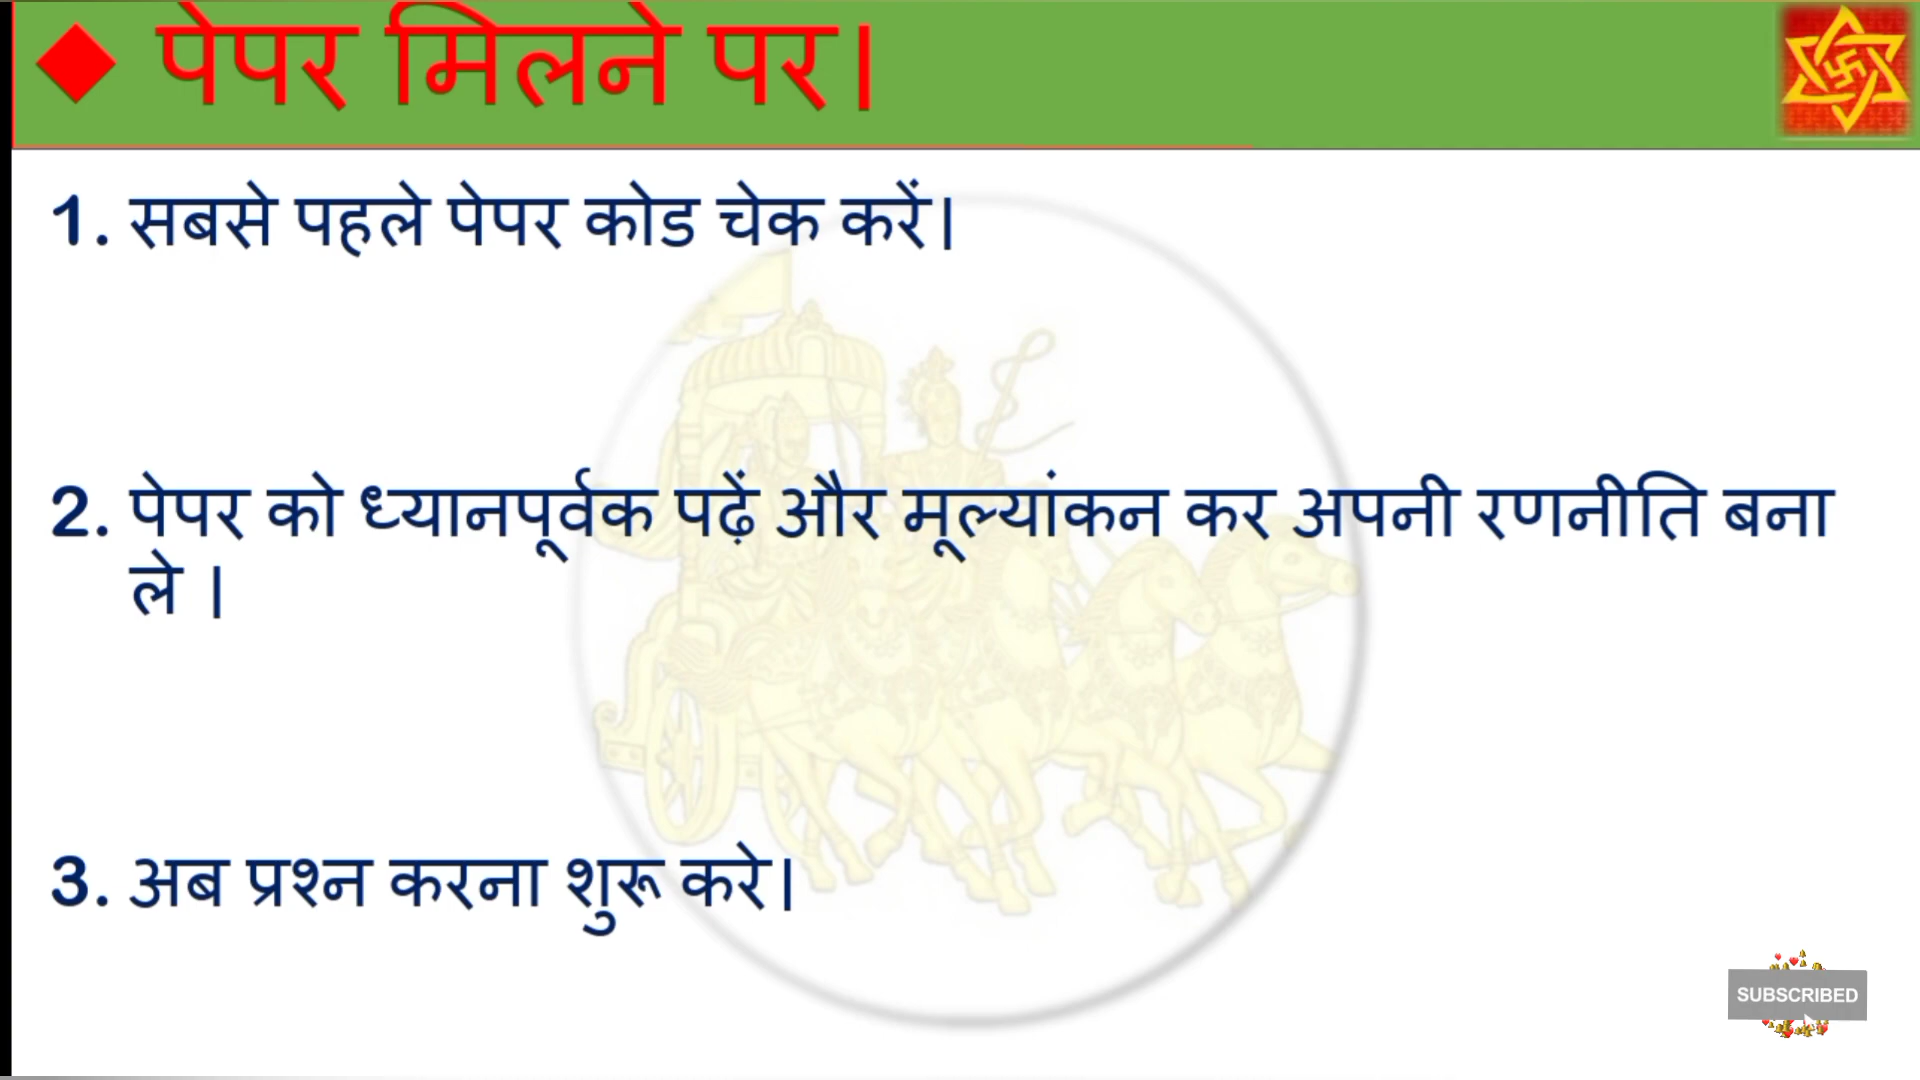 ◆ पेपर मिलने पर।
1. सबसे पहले पेपर कोड चेक करें।
2. पेपर को ध्यानपूर्वक पढ़ें और मूल्यांकन कर अपनी रणनीति बना
ले ।
3. अब प्रश्न करना शुरू करे।
SUBSCRIBED